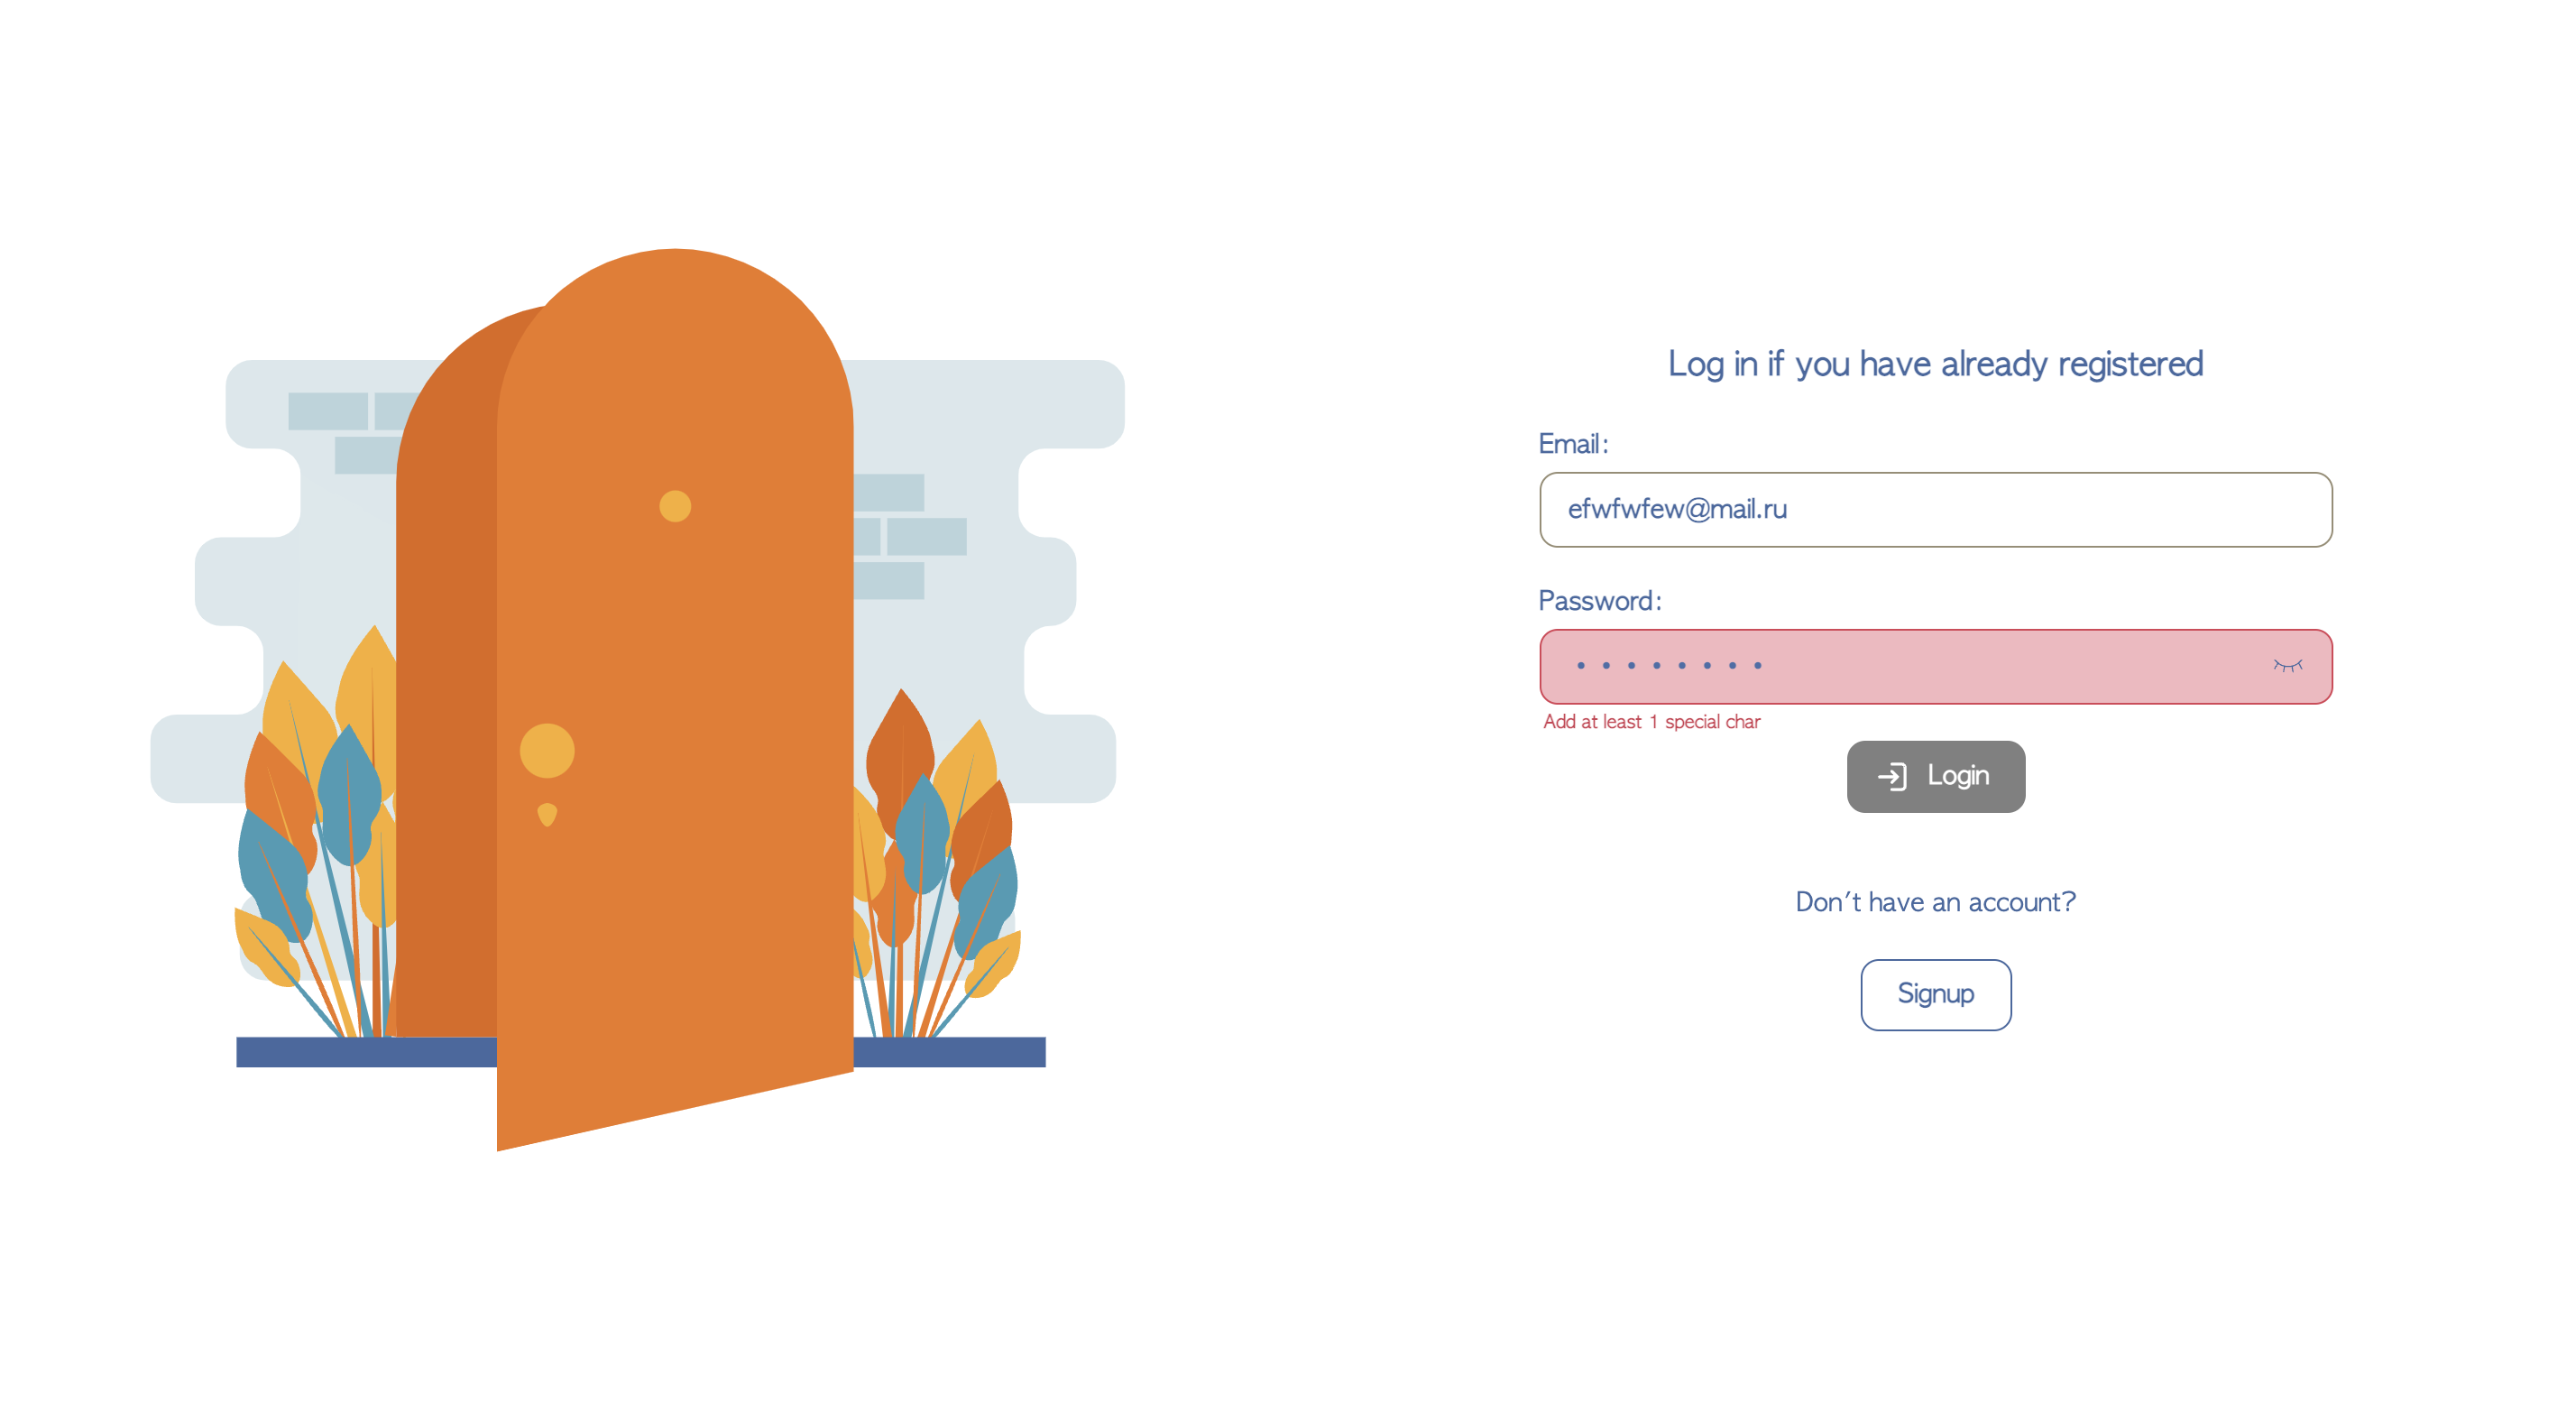 Log in if you have already registered
Email:
efwfwfew@mail.ru
Password:
• • • • • • • •
Add at least 1 special char
Login
Don't have an account?
Signup